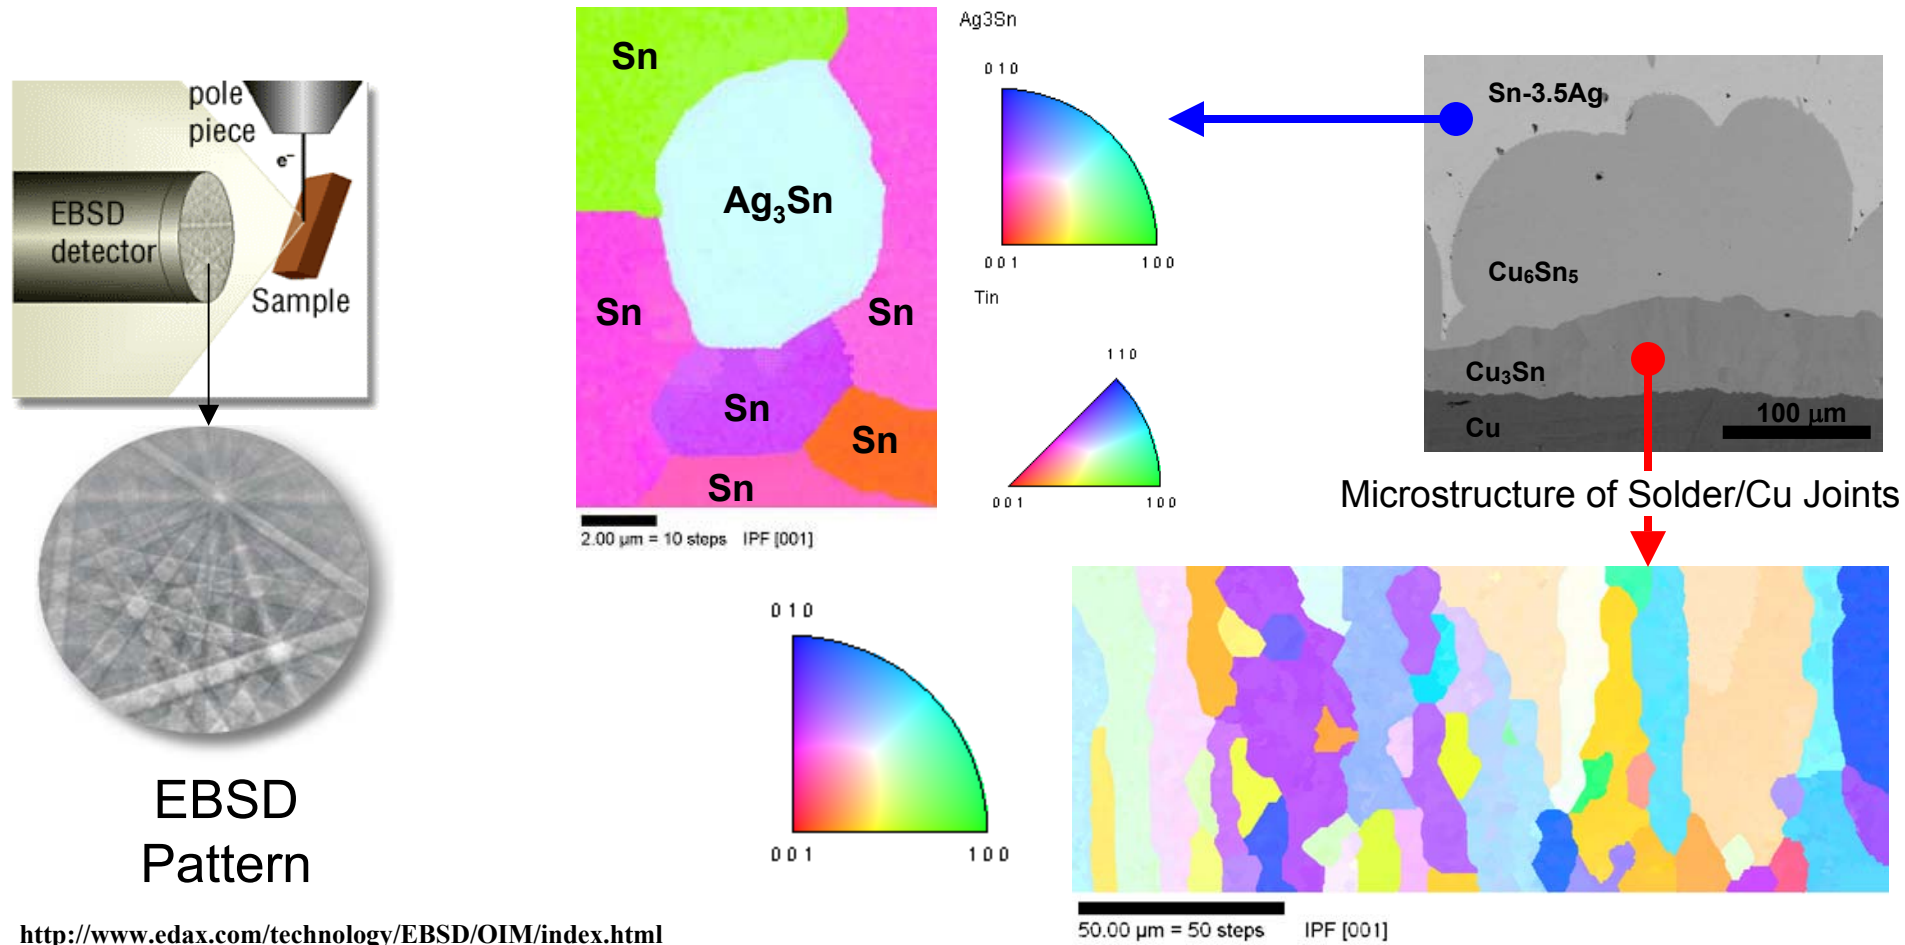 pole
piece
e⁻
EBSD
detector
Sample
EBSD
Pattern
http://www.edax.com/technology/EBSD/OIM/index.html
Sn
Ag₃Sn
Sn
Sn
Sn
Sn
Sn
2.00 µm = 10 steps IPF [001]
Ag3Sn
0 1 0
0 0 1
1 0 0
Tin
1 1 0
0 0 1
1 0 0
Sn-3.5Ag
Cu₆Sn₅
Cu₃Sn
Cu
100 µm
Microstructure of Solder/Cu Joints
0 1 0
0 0 1
1 0 0
50.00 µm = 50 steps IPF [001]